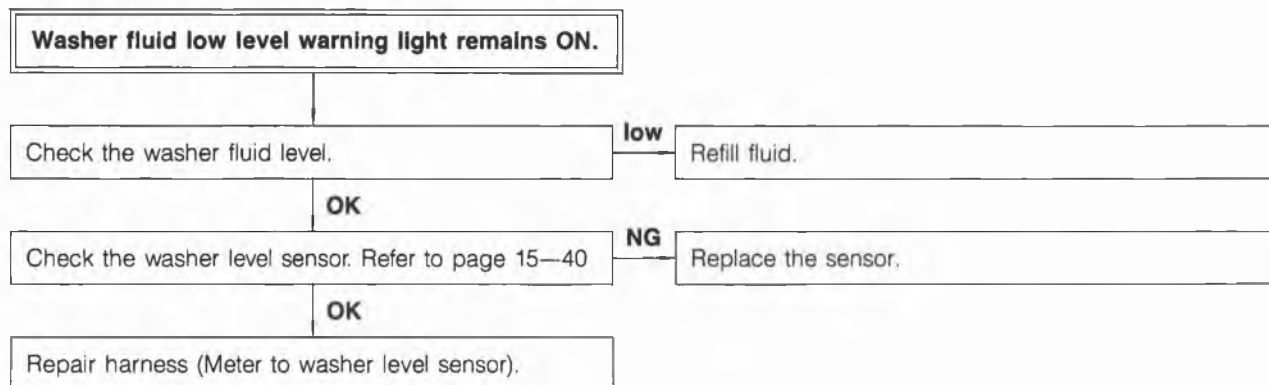 Washer fluid low level warning light remains ON.
Check the washer fluid level.
low
Refill fluid.
OK
Check the washer level sensor. Refer to page 15—40
NG
Replace the sensor.
OK
Repair harness (Meter to washer level sensor).